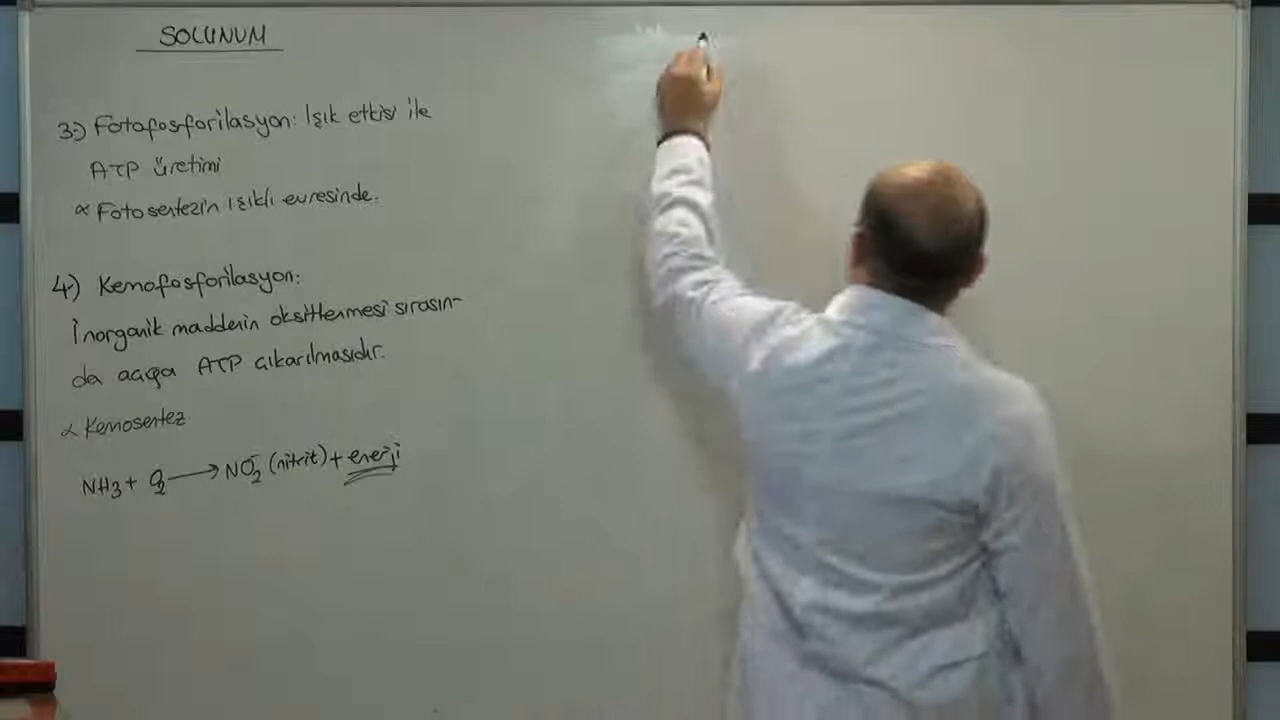 SOLUNUM
3:) Fotofosforilasyon: Işık etkisi ile
ATP üretimi
∝ Fotosentezin ışıklı evresinde.
4) Kemofosforilasyon:
İnorganik maddenin oksitlenmesi sırasın-
da açığa ATP çıkarılmasıdır.
∝ Kemosentez
NH3 + O2 ⟶ NO2⁻ (nitrit) + enerji